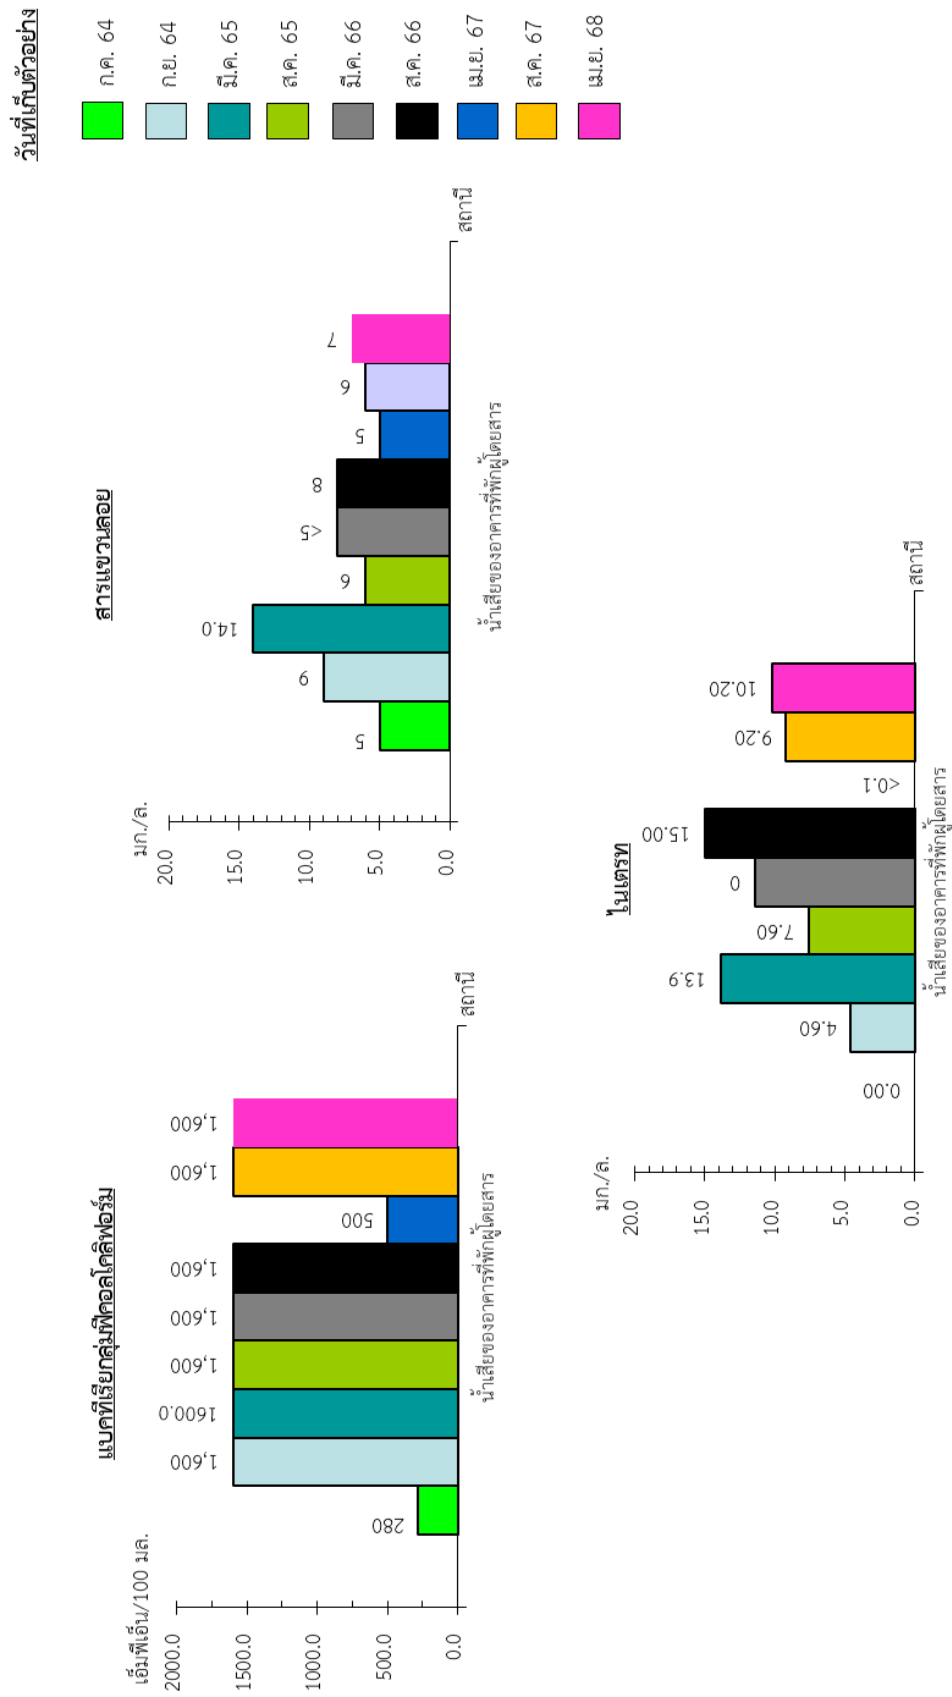 แบคทีเรียกลุ่มฟีคอลโคลิฟอร์ม
เอ็มพีเอ็น/100 มล.
2000.0
1500.0
1000.0
500.0
0.0
280
1,600
1600.0
1,600
1,600
1,600
500
1,600
1,600
น้ำเสียของอาคารที่พักผู้โดยสาร
สถานี
สารแขวนลอย
มก./ล.
20.0
15.0
10.0
5.0
0.0
5
9
14.0
6
<5
8
5
6
7
น้ำเสียของอาคารที่พักผู้โดยสาร
สถานี
ไนเตรท
มก./ล.
20.0
15.0
10.0
5.0
0.0
0.00
4.60
13.9
7.60
0
15.00
<0.1
9.20
10.20
น้ำเสียของอาคารที่พักผู้โดยสาร
สถานี
วันที่เก็บตัวอย่าง
ก.ค. 64
ก.ย. 64
มี.ค. 65
ส.ค. 65
มี.ค. 66
ส.ค. 66
เม.ย. 67
ส.ค. 67
เม.ย. 68